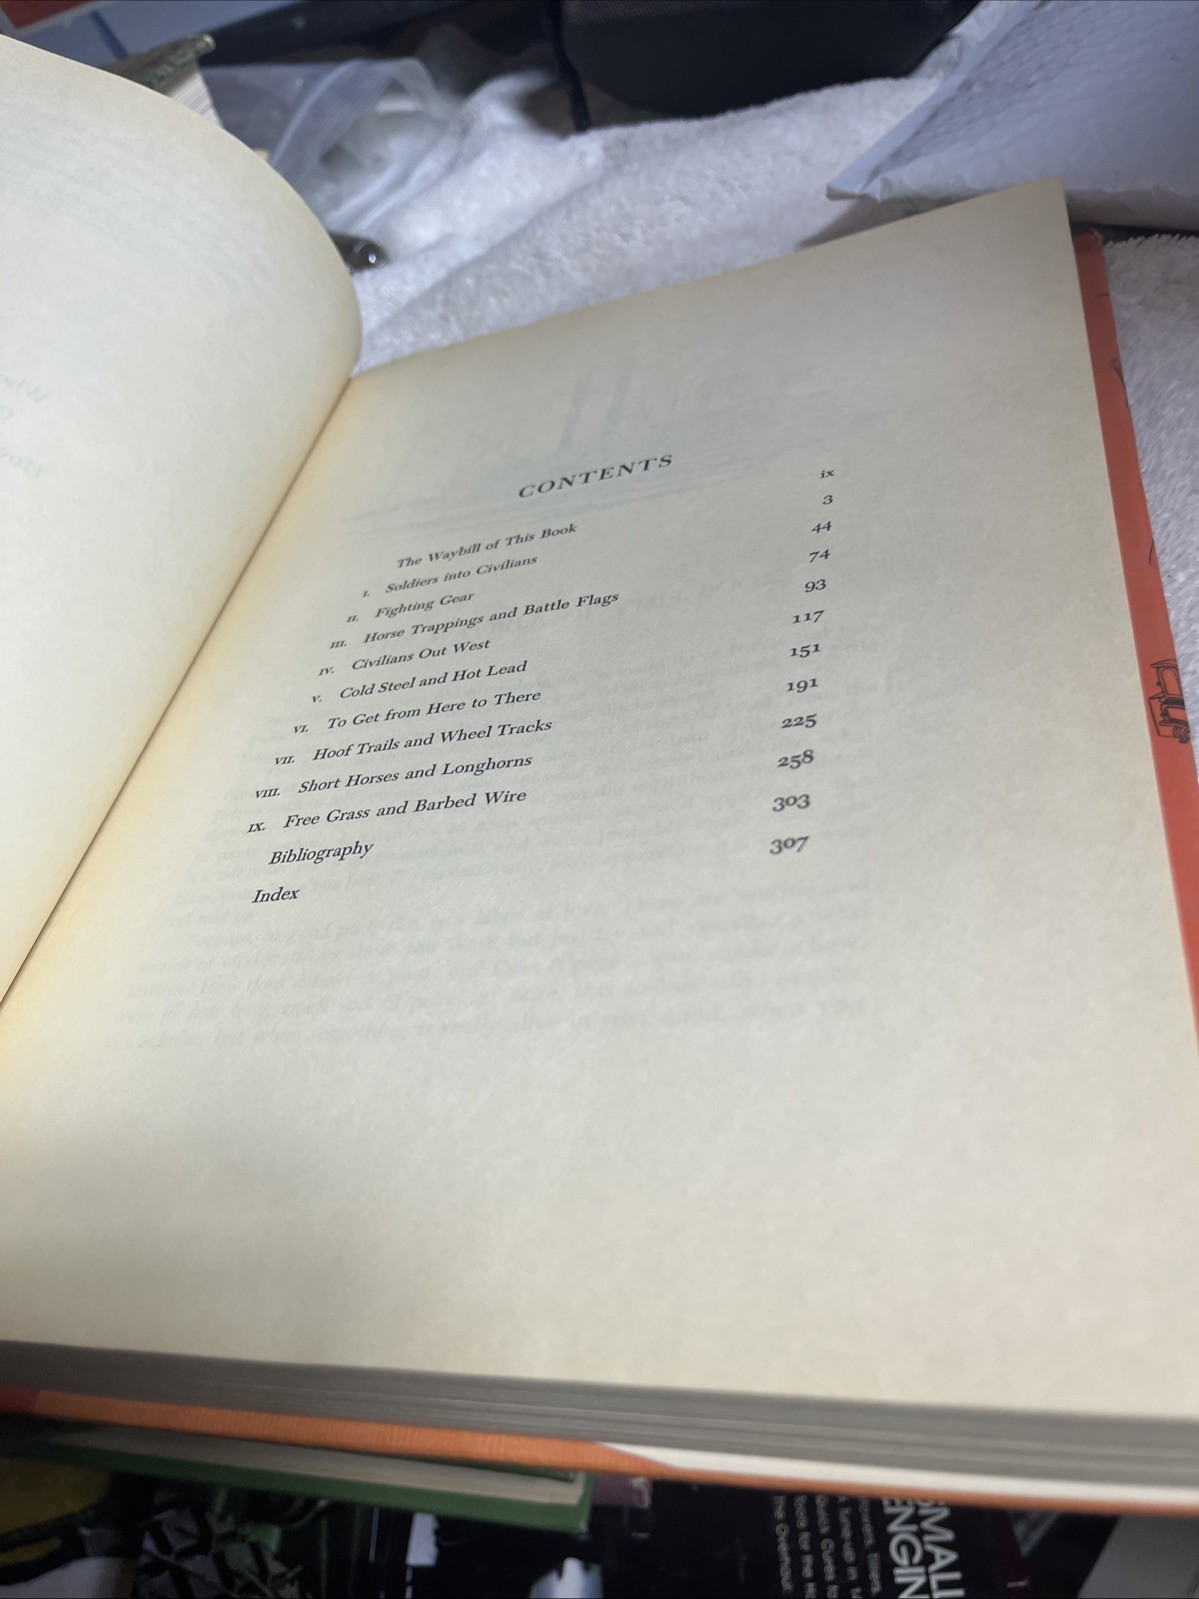 CONTENTS
The Waybill of This Book ix
I. Soldiers into Civilians 3
II. Fighting Gear 44
III. Horse Trappings and Battle Flags 74
IV. Civilians Out West 93
V. Cold Steel and Hot Lead 117
VI. To Get from Here to There 151
VII. Hoof Trails and Wheel Tracks 191
VIII. Short Horses and Longhorns 225
IX. Free Grass and Barbed Wire 258
Bibliography 303
Index 307
SMALL
ENGIN